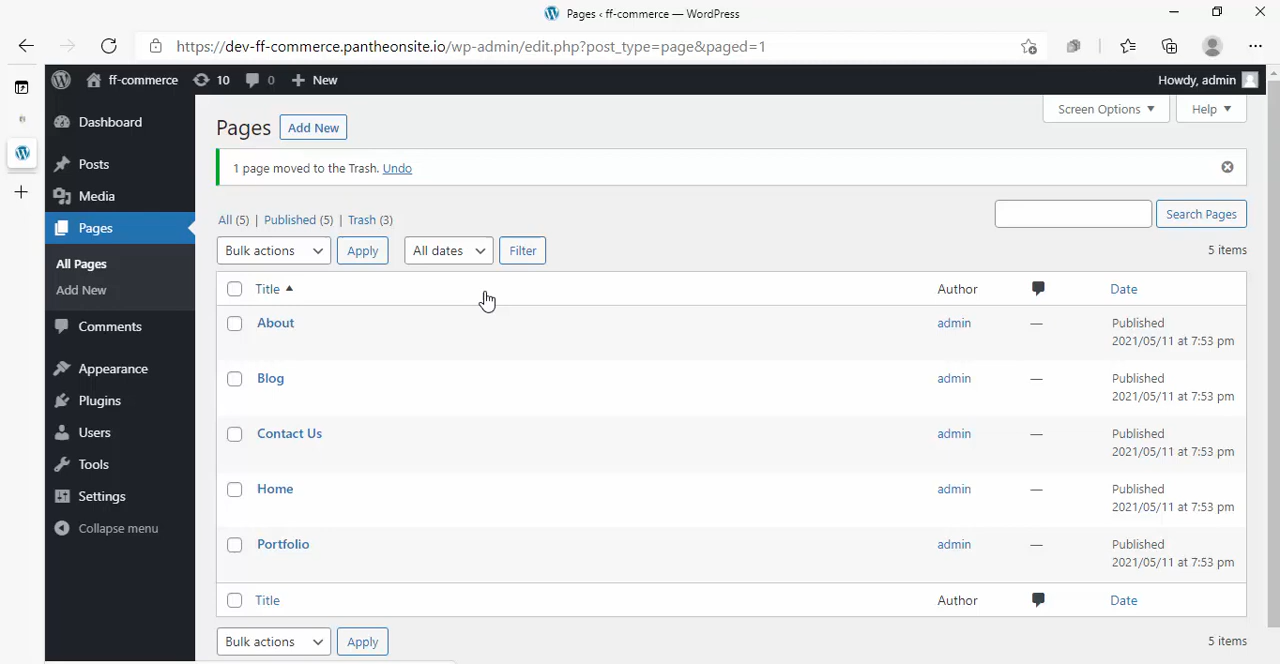 Pages ‹ ff-commerce — WordPress
https://dev-ff-commerce.pantheonsite.io/wp-admin/edit.php?post_type=page&paged=1
ff-commerce 10 0 New Howdy, admin
Screen Options Help
Dashboard
Posts
Media
Pages
All Pages
Add New
Comments
Appearance
Plugins
Users
Tools
Settings
Collapse menu
Pages Add New
1 page moved to the Trash. Undo
All (5) | Published (5) | Trash (3)
Search Pages
Bulk actions Apply All dates Filter 5 items
Title Author Date
About admin — Published
2021/05/11 at 7:53 pm
Blog admin — Published
2021/05/11 at 7:53 pm
Contact Us admin — Published
2021/05/11 at 7:53 pm
Home admin — Published
2021/05/11 at 7:53 pm
Portfolio admin — Published
2021/05/11 at 7:53 pm
Title Author Date
Bulk actions Apply 5 items